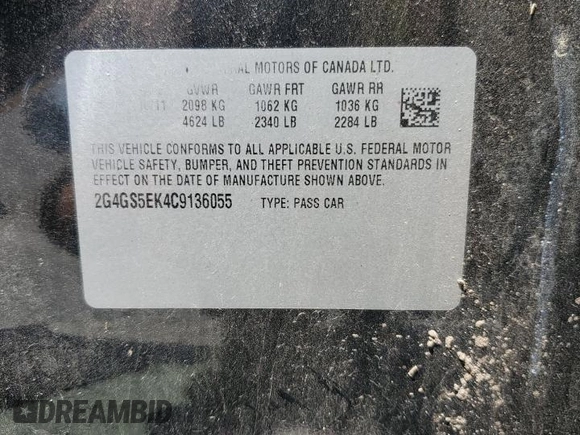 MOTORS OF CANADA LTD.
GVWR GAWR FRT GAWR RR
11 2098 KG 1062 KG 1036 KG
4624 LB 2340 LB 2284 LB
THIS VEHICLE CONFORMS TO ALL APPLICABLE U.S. FEDERAL MOTOR
VEHICLE SAFETY, BUMPER, AND THEFT PREVENTION STANDARDS IN
EFFECT ON THE DATE OF MANUFACTURE SHOWN ABOVE.
2G4GS5EK4C9136055 TYPE: PASS CAR
DREAMBID